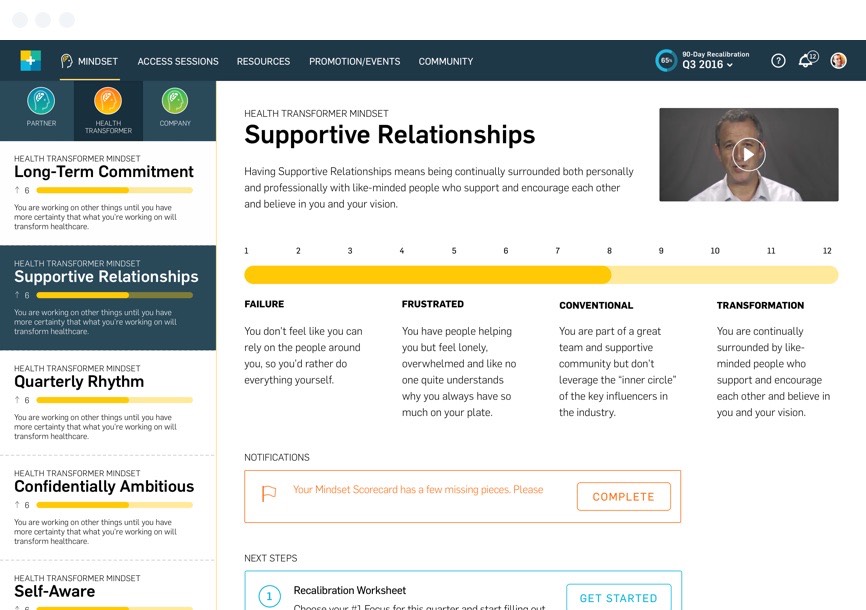 MINDSET
ACCESS SESSIONS
RESOURCES
PROMOTION/EVENTS
COMMUNITY
65%
90-Day Recalibration
Q3 2016
?
12
PARTNER
HEALTH
TRANSFORMER
COMPANY
HEALTH TRANSFORMER MINDSET
Long-Term Commitment
↑ 6
You are working on other things until you have
more certainty that what you're working on will
transform healthcare.
HEALTH TRANSFORMER MINDSET
Supportive Relationships
↑ 6
You are working on other things until you have
more certainty that what you're working on will
transform healthcare.
HEALTH TRANSFORMER MINDSET
Quarterly Rhythm
↑ 6
You are working on other things until you have
more certainty that what you're working on will
transform healthcare.
HEALTH TRANSFORMER MINDSET
Confidentially Ambitious
↑ 6
You are working on other things until you have
more certainty that what you're working on will
transform healthcare.
HEALTH TRANSFORMER MINDSET
Self-Aware
↑ 6
HEALTH TRANSFORMER MINDSET
Supportive Relationships
Having Supportive Relationships means being continually surrounded both personally
and professionally with like-minded people who support and encourage each other
and believe in you and your vision.
1 2 3 4 5 6 7 8 9 10 11 12
FAILURE
You don't feel like you can
rely on the people around
you, so you'd rather do
everything yourself.
FRUSTRATED
You have people helping
you but feel lonely,
overwhelmed and like no
one quite understands
why you always have so
much on your plate.
CONVENTIONAL
You are part of a great
team and supportive
community but don't
leverage the "inner circle"
of the key influencers in
the industry.
TRANSFORMATION
You are continually
surrounded by like-
minded people who
support and encourage
each other and believe in
you and your vision.
NOTIFICATIONS
Your Mindset Scorecard has a few missing pieces. Please
COMPLETE
NEXT STEPS
1
Recalibration Worksheet
Choose your #1 Focus for this quarter and start filling out
GET STARTED